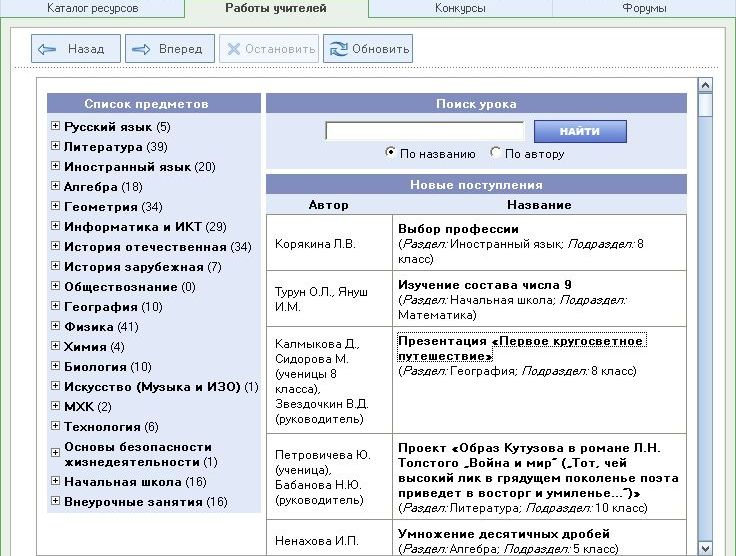 Каталог ресурсов
Работы учителей
Конкурсы
Форумы
Назад
Вперед
Остановить
Обновить
Список предметов
Русский язык (5)
Литература (39)
Иностранный язык (20)
Алгебра (18)
Геометрия (34)
Информатика и ИКТ (29)
История отечественная (34)
История зарубежная (7)
Обществознание (0)
География (10)
Физика (41)
Химия (4)
Биология (10)
Искусство (Музыка и ИЗО) (1)
МХК (2)
Технология (6)
Основы безопасности
жизнедеятельности (1)
Начальная школа (16)
Внеурочные занятия (16)
Поиск урока
НАЙТИ
По названию
По автору
Новые поступления
Автор
Название
Корякина Л.В.
Выбор профессии
(Раздел: Иностранный язык; Подраздел: 8
класс)
Турун О.Л., Януш
И.М.
Изучение состава числа 9
(Раздел: Начальная школа; Подраздел:
Математика)
Калмыкова Д.,
Сидорова М.
(ученицы 8
класса),
Звездочкин В.Д.
(руководитель)
Презентация «Первое кругосветное
путешествие»
(Раздел: География; Подраздел: 8 класс)
Петровичева Ю.
(ученица),
Бабанова Н.Ю.
(руководитель)
Проект «Образ Кутузова в романе Л.Н.
Толстого „Война и мир“ („Тот, чей
высокий лик в грядущем поколенье поэта
приведет в восторг и умиленье...“)»
(Раздел: Литература; Подраздел: 10 класс)
Ненахова И.П.
Умножение десятичных дробей
(Раздел: Алгебра; Подраздел: 5 класс)